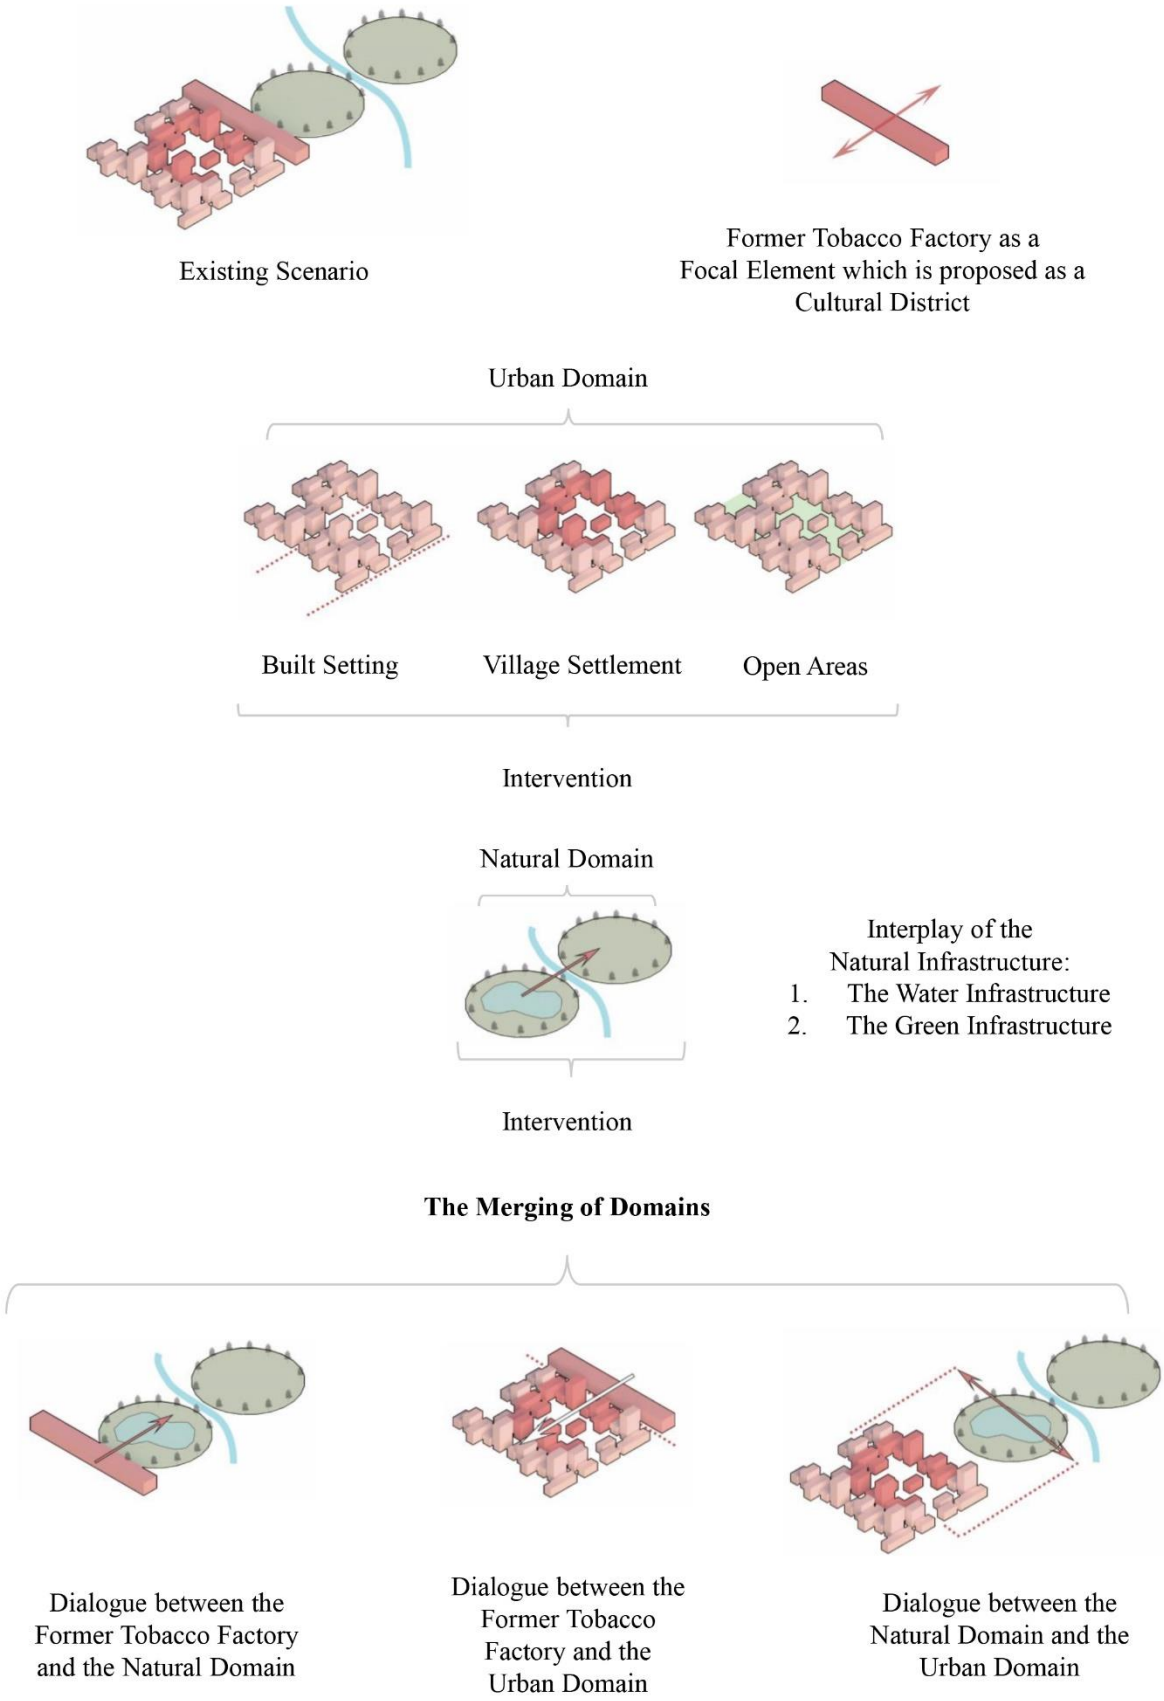 Existing Scenario
Former Tobacco Factory as a
Focal Element which is proposed as a
Cultural District
Urban Domain
Built Setting
Village Settlement
Open Areas
Intervention
Natural Domain
Interplay of the
Natural Infrastructure:
1. The Water Infrastructure
2. The Green Infrastructure
Intervention
The Merging of Domains
Dialogue between the
Former Tobacco Factory
and the Natural Domain
Dialogue between the
Former Tobacco
Factory and the
Urban Domain
Dialogue between the
Natural Domain and the
Urban Domain